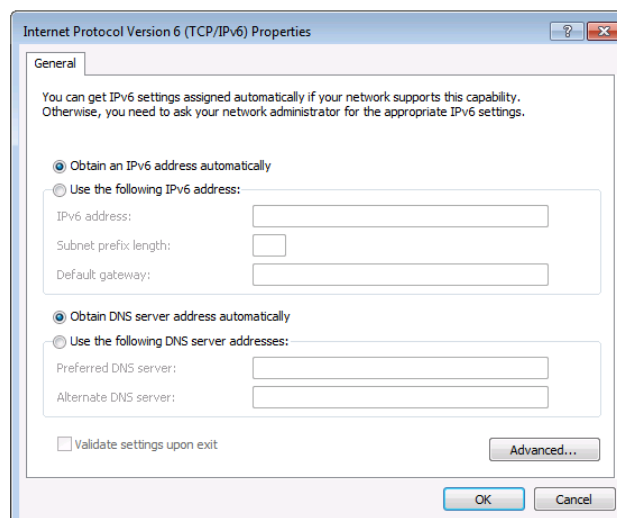 Internet Protocol Version 6 (TCP/IPv6) Properties
?
General
You can get IPv6 settings assigned automatically if your network supports this capability.
Otherwise, you need to ask your network administrator for the appropriate IPv6 settings.
Obtain an IPv6 address automatically
Use the following IPv6 address:
IPv6 address:
Subnet prefix length:
Default gateway:
Obtain DNS server address automatically
Use the following DNS server addresses:
Preferred DNS server:
Alternate DNS server:
Validate settings upon exit
Advanced...
OK
Cancel